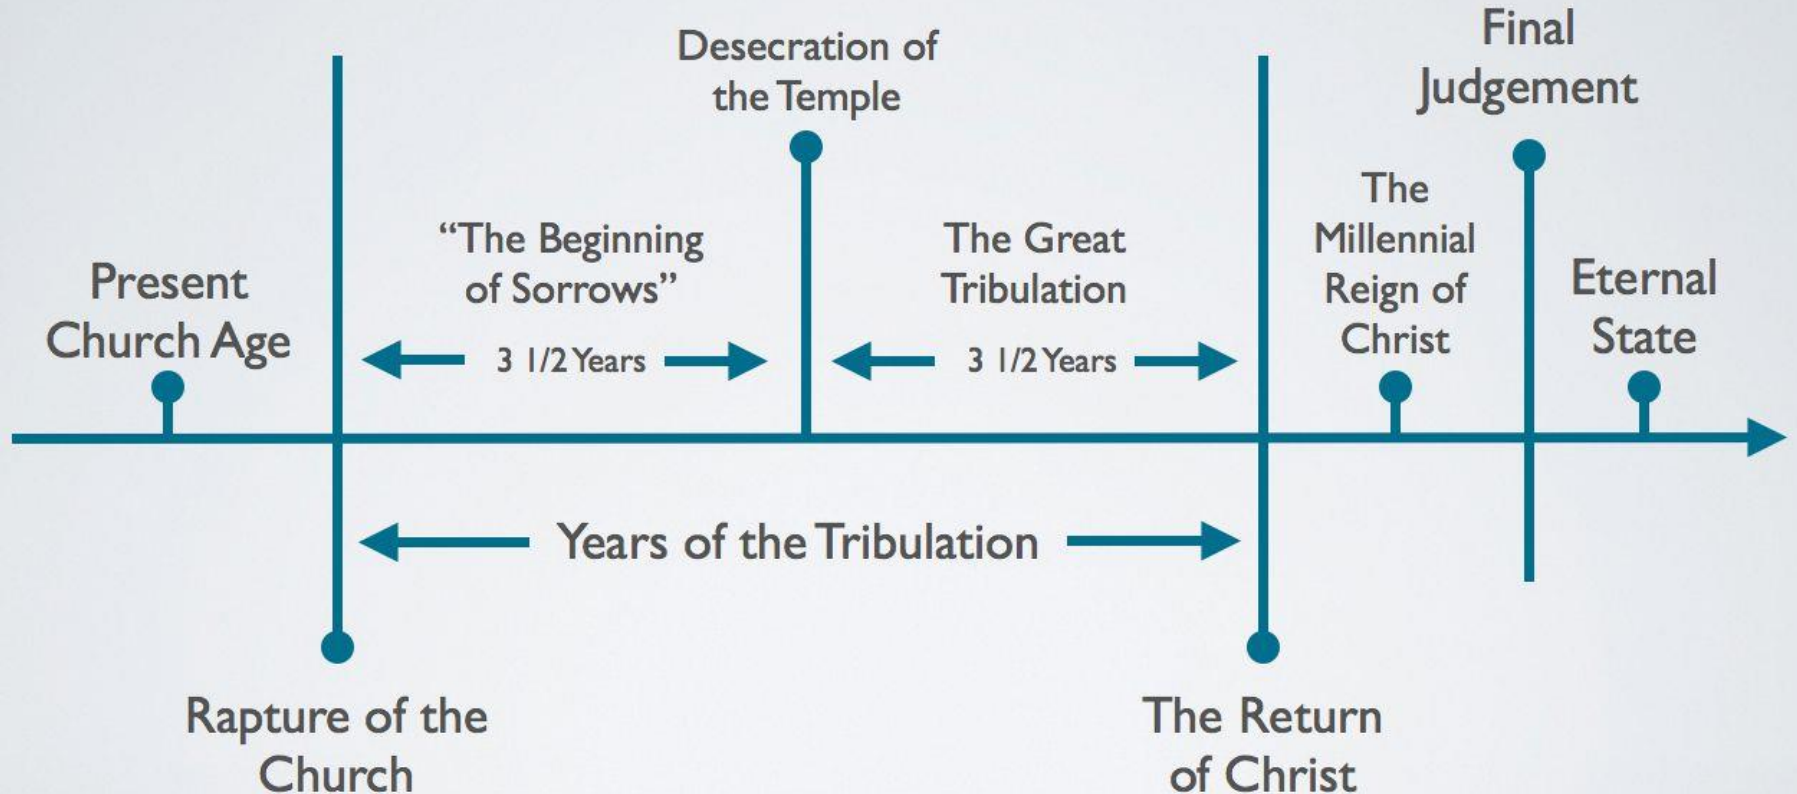 Present
Church Age
Rapture of the
Church
“The Beginning
of Sorrows”
3 1/2 Years
Desecration of
the Temple
The Great
Tribulation
3 1/2 Years
Years of the Tribulation
The Return
of Christ
The
Millennial
Reign of
Christ
Final
Judgement
Eternal
State